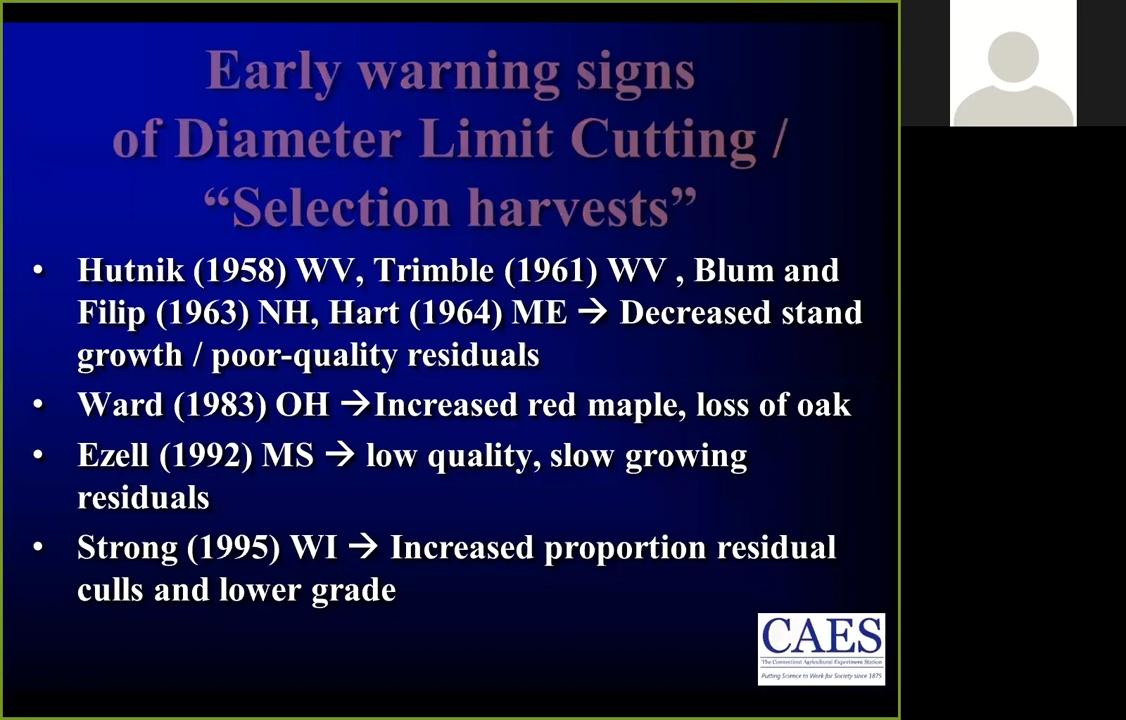 Early warning signs
of Diameter Limit Cutting /
“Selection harvests”
• Hutnik (1958) WV, Trimble (1961) WV , Blum and
Filip (1963) NH, Hart (1964) ME → Decreased stand
growth / poor-quality residuals
• Ward (1983) OH →Increased red maple, loss of oak
• Ezell (1992) MS → low quality, slow growing
residuals
• Strong (1995) WI → Increased proportion residual
culls and lower grade
CAES
The Connecticut Agricultural Experiment Station
Putting Science to Work for Society since 1875